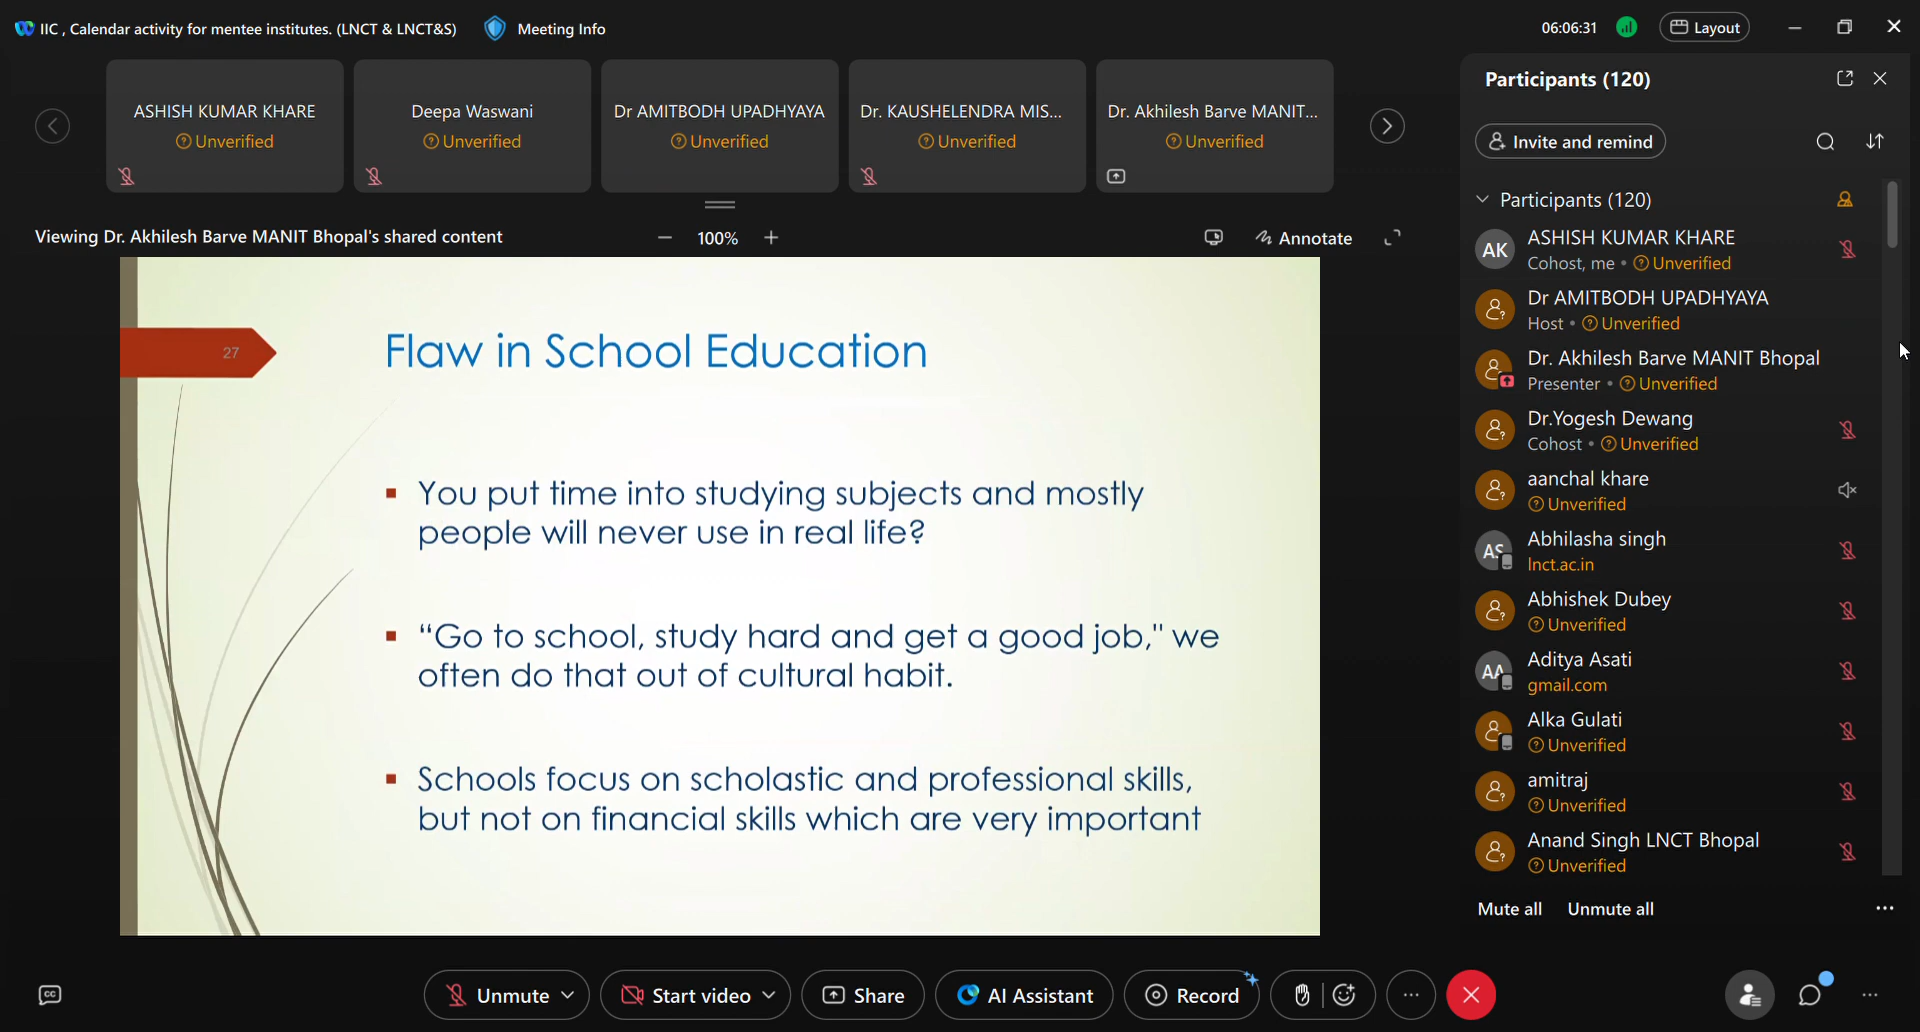 IIC , Calendar activity for mentee institutes. (LNCT & LNCT&S)
Meeting Info
06:06:31
Layout
ASHISH KUMAR KHARE
Unverified
Deepa Waswani
Unverified
Dr AMITBODH UPADHYAYA
Unverified
Dr. KAUSHELENDRA MIS...
Unverified
Dr. Akhilesh Barve MANIT...
Unverified
Viewing Dr. Akhilesh Barve MANIT Bhopal's shared content
100%
Annotate
27
Flaw in School Education
You put time into studying subjects and mostly
people will never use in real life?
“Go to school, study hard and get a good job," we
often do that out of cultural habit.
Schools focus on scholastic and professional skills,
but not on financial skills which are very important
Participants (120)
Invite and remind
Participants (120)
AK
ASHISH KUMAR KHARE
Cohost, me • Unverified
Dr AMITBODH UPADHYAYA
Host • Unverified
Dr. Akhilesh Barve MANIT Bhopal
Presenter • Unverified
Dr.Yogesh Dewang
Cohost • Unverified
aanchal khare
Unverified
AS
Abhilasha singh
lnct.ac.in
Abhishek Dubey
Unverified
AA
Aditya Asati
gmail.com
Alka Gulati
Unverified
amitraj
Unverified
Anand Singh LNCT Bhopal
Unverified
Mute all Unmute all
CC
Unmute
Start video
Share
AI Assistant
Record